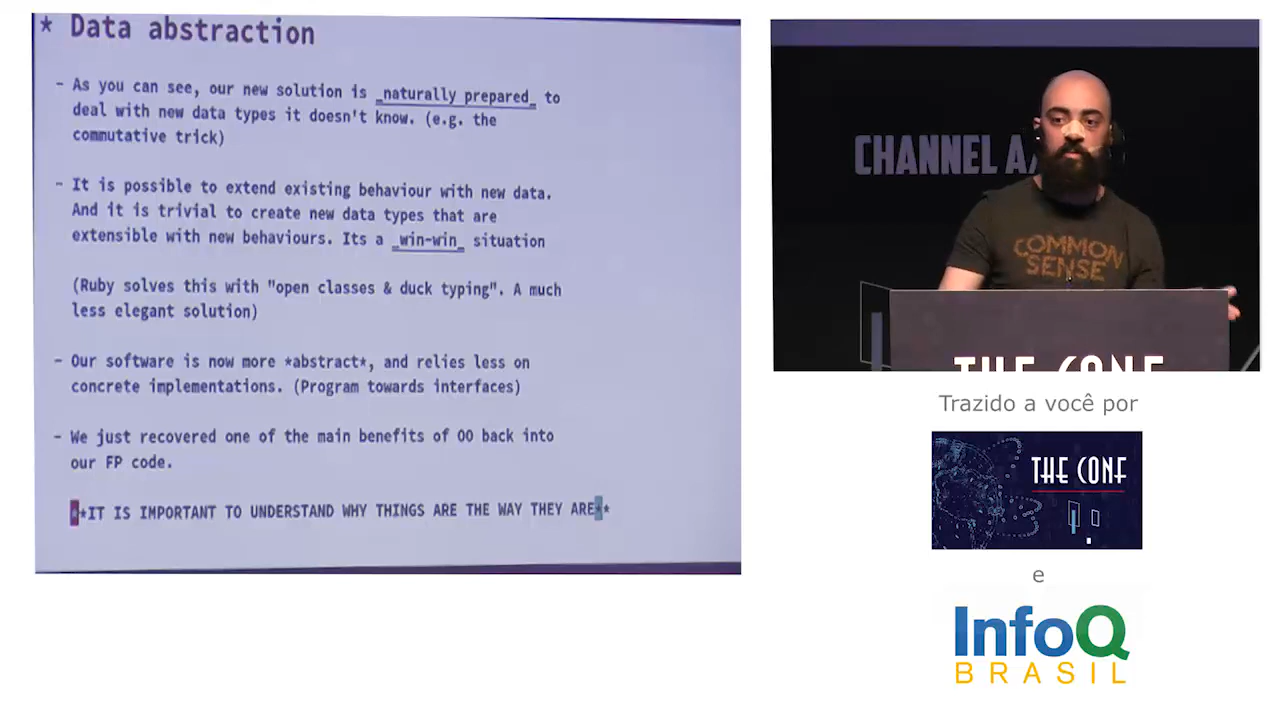 * Data abstraction
- As you can see, our new solution is _naturally prepared_ to
deal with new data types it doesn't know. (e.g. the
commutative trick)
- It is possible to extend existing behaviour with new data.
And it is trivial to create new data types that are
extensible with new behaviours. Its a _win-win_ situation
(Ruby solves this with "open classes & duck typing". A much
less elegant solution)
- Our software is now more *abstract*, and relies less on
concrete implementations. (Program towards interfaces)
- We just recovered one of the main benefits of OO back into
our FP code.
**IT IS IMPORTANT TO UNDERSTAND WHY THINGS ARE THE WAY THEY ARE**
CHANNEL
COMMON
SENSE
THE CONF
Trazido a você por
THE CONF
e
InfoQ
BRASIL